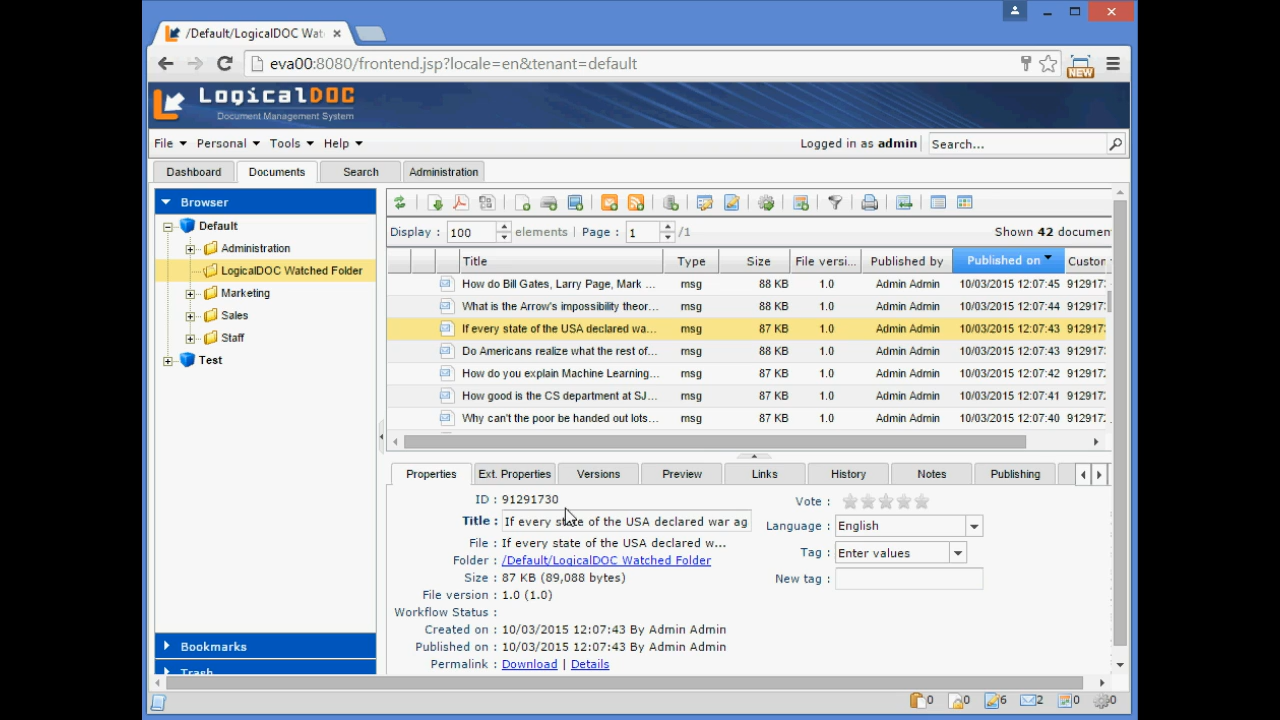 /Default/LogicalDOC Wat
eva00:8080/frontend.jsp?locale=en&tenant=default
NEW
LogicalDOC
Document Management System
File Personal Tools Help Logged in as admin Search...
Dashboard Documents Search Administration
Browser
Default
Administration
LogicalDOC Watched Folder
Marketing
Sales
Staff
Test
Bookmarks
Trash
Display : 100 elements Page : 1 /1 Shown 42 documen
Title Type Size File versi... Published by Published on Custom
How do Bill Gates, Larry Page, Mark ... msg 88 KB 1.0 Admin Admin 10/03/2015 12:07:45 912917
What is the Arrow's impossibility theor... msg 88 KB 1.0 Admin Admin 10/03/2015 12:07:44 912917
If every state of the USA declared wa... msg 87 KB 1.0 Admin Admin 10/03/2015 12:07:43 912917
Do Americans realize what the rest of... msg 88 KB 1.0 Admin Admin 10/03/2015 12:07:43 912917
How do you explain Machine Learning... msg 87 KB 1.0 Admin Admin 10/03/2015 12:07:42 912917
How good is the CS department at SJ... msg 87 KB 1.0 Admin Admin 10/03/2015 12:07:41 912917
Why can't the poor be handed out lots... msg 87 KB 1.0 Admin Admin 10/03/2015 12:07:40 912917
Properties Ext. Properties Versions Preview Links History Notes Publishing
ID : 91291730
Title : If every state of the USA declared war ag
File : If every state of the USA declared w...
Folder : /Default/LogicalDOC Watched Folder
Size : 87 KB (89,088 bytes)
File version : 1.0 (1.0)
Workflow Status :
Created on : 10/03/2015 12:07:43 By Admin Admin
Published on : 10/03/2015 12:07:43 By Admin Admin
Permalink : Download | Details
Vote :
Language : English
Tag : Enter values
New tag :
0 0 6 2 0 0